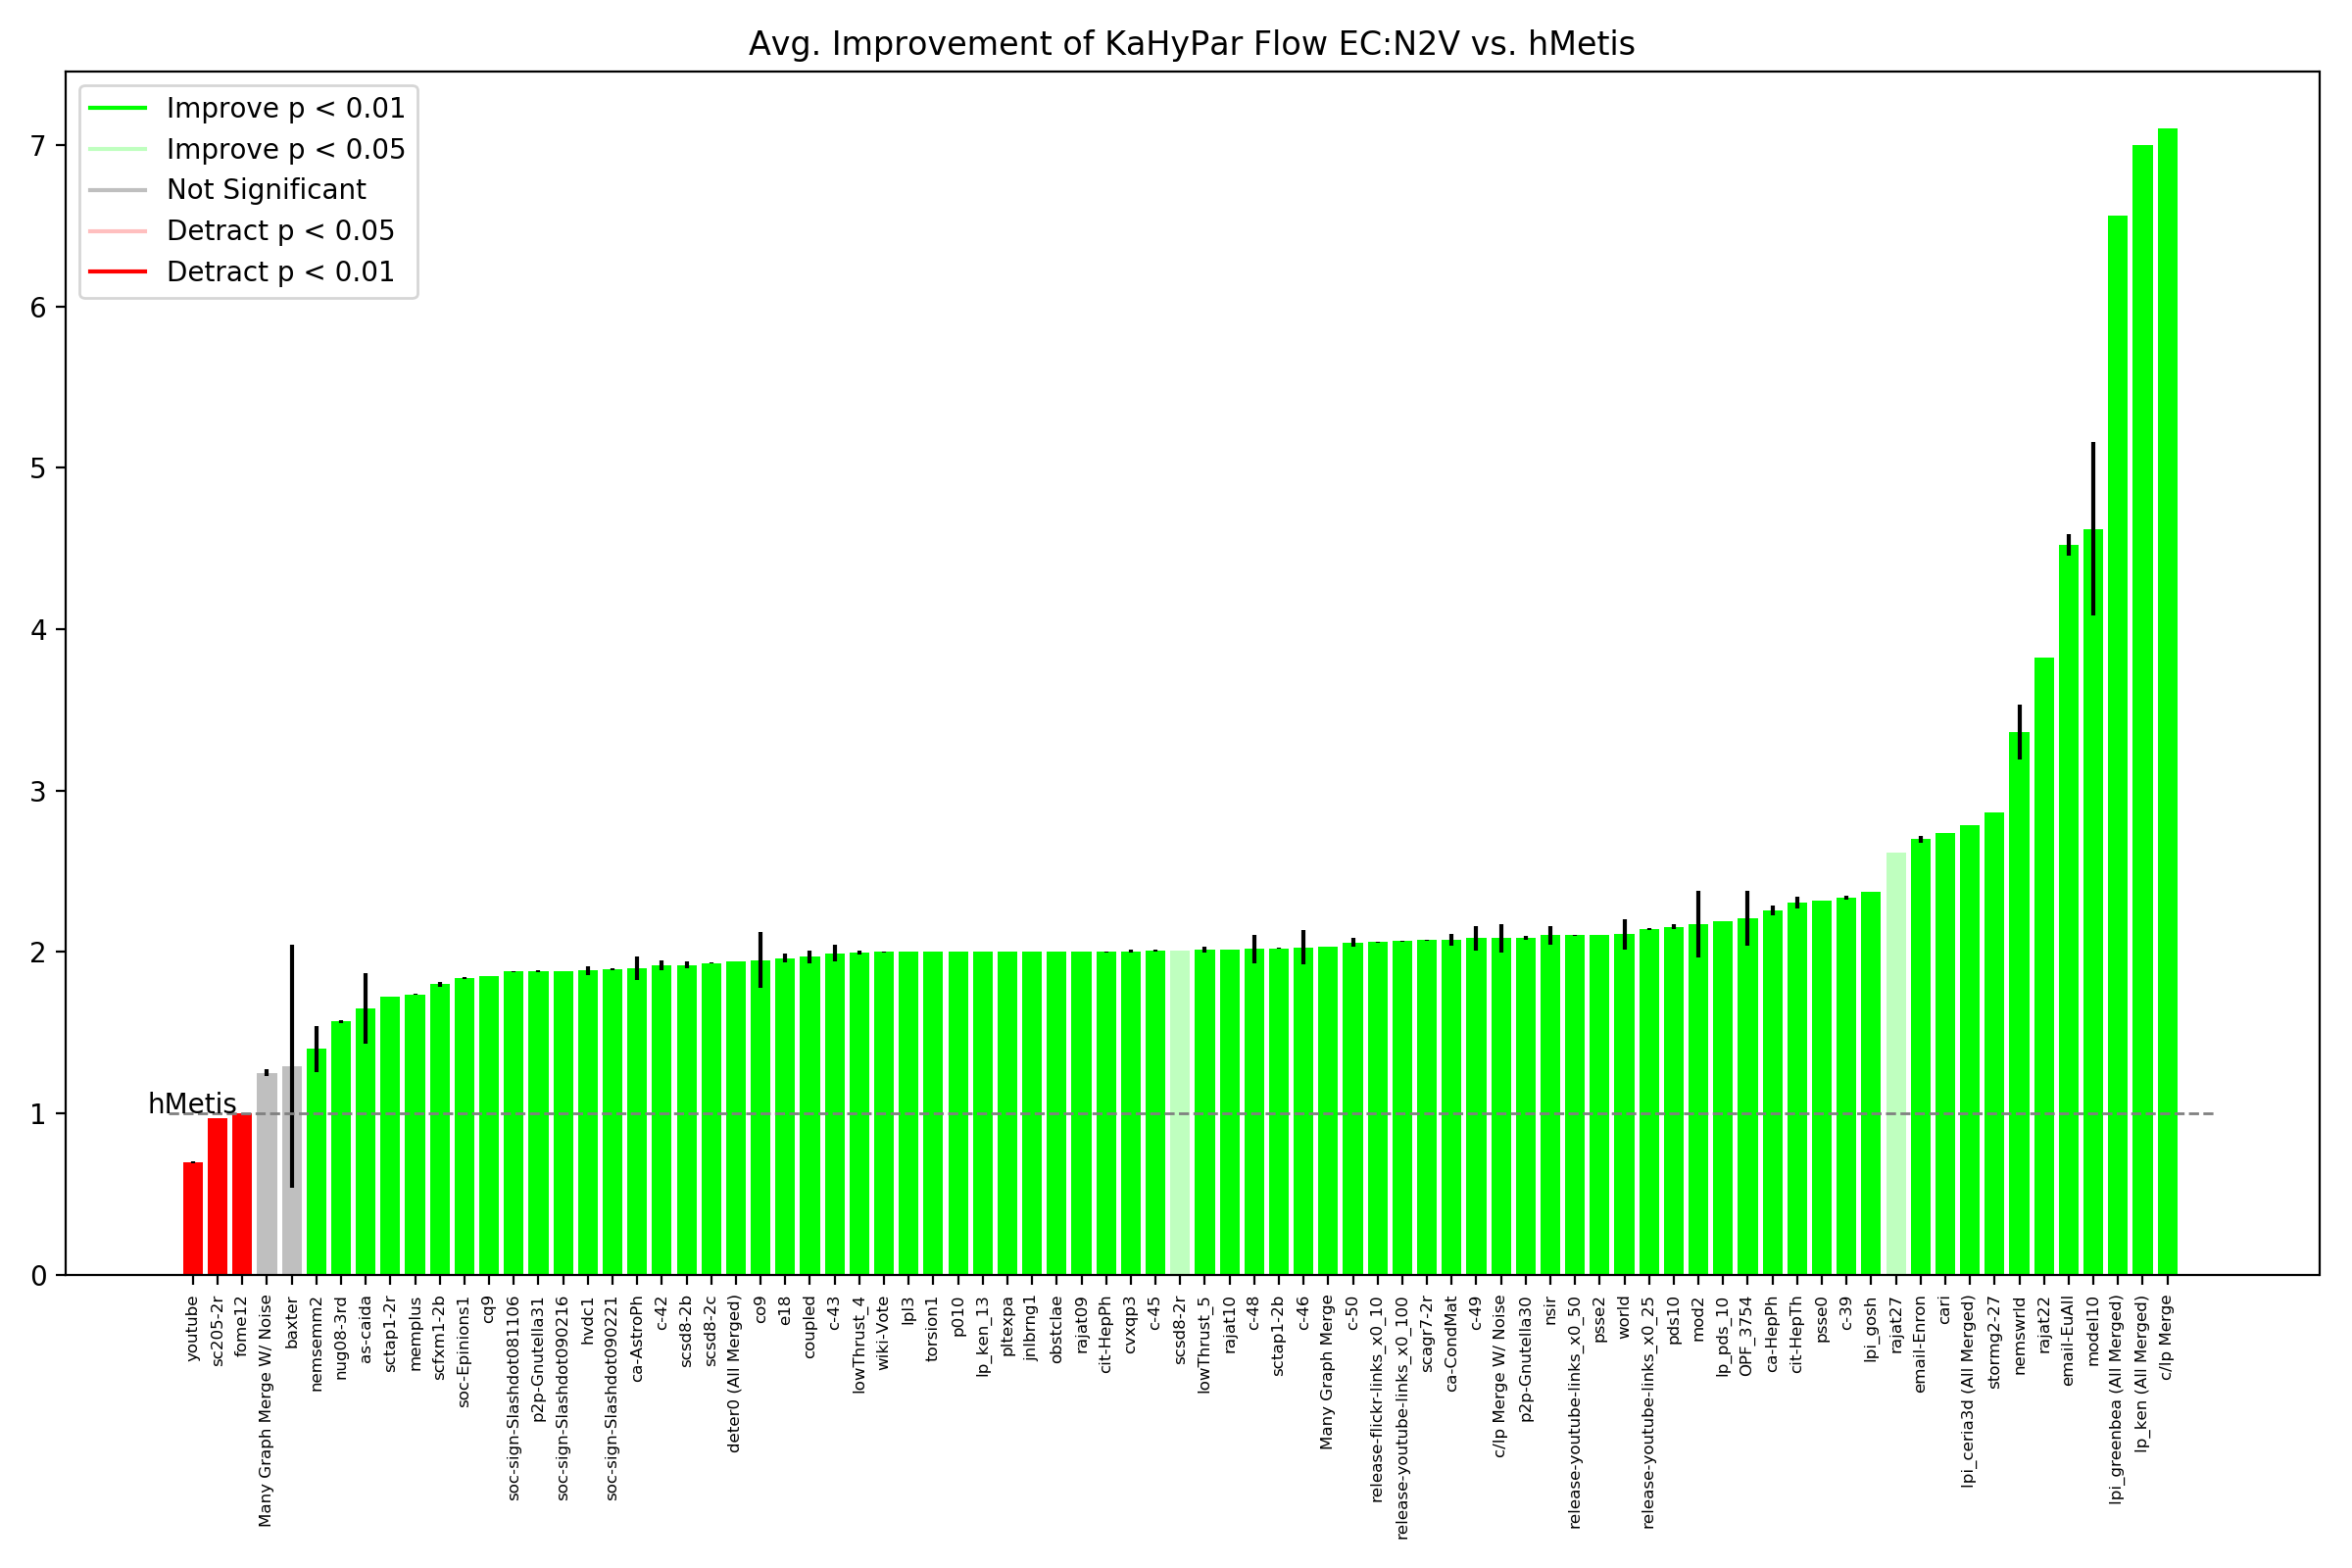 Avg. Improvement of KaHyPar Flow EC:N2V vs. hMetis
Improve p < 0.01
Improve p < 0.05
Not Significant
Detract p < 0.05
Detract p < 0.01
7
6
5
4
3
2
1
0
hMetis
youtube
sc205-2r
fome12
Many Graph Merge W/ Noise
baxter
nemsemm2
nug08-3rd
as-caida
sctap1-2r
memplus
scfxm1-2b
soc-Epinions1
cq9
soc-sign-Slashdot081106
p2p-Gnutella31
soc-sign-Slashdot090216
hvdc1
soc-sign-Slashdot090221
ca-AstroPh
c-42
scsd8-2b
scsd8-2c
deter0 (All Merged)
co9
e18
coupled
c-43
lowThrust_4
wiki-Vote
lpl3
torsion1
p010
lp_ken_13
pltexpa
jnlbrng1
obstclae
rajat09
cit-HepPh
cvxqp3
c-45
scsd8-2r
lowThrust_5
rajat10
c-48
sctap1-2b
c-46
Many Graph Merge
c-50
release-flickr-links_x0_10
release-youtube-links_x0_100
scagr7-2r
ca-CondMat
c-49
c/lp Merge W/ Noise
p2p-Gnutella30
nsir
release-youtube-links_x0_50
psse2
world
release-youtube-links_x0_25
pds10
mod2
lp_pds_10
OPF_3754
ca-HepPh
cit-HepTh
psse0
c-39
lpi_gosh
rajat27
email-Enron
cari
lpi_ceria3d (All Merged)
stormg2-27
nemswrld
rajat22
email-EuAll
model10
lpi_greenbea (All Merged)
lp_ken (All Merged)
c/lp Merge